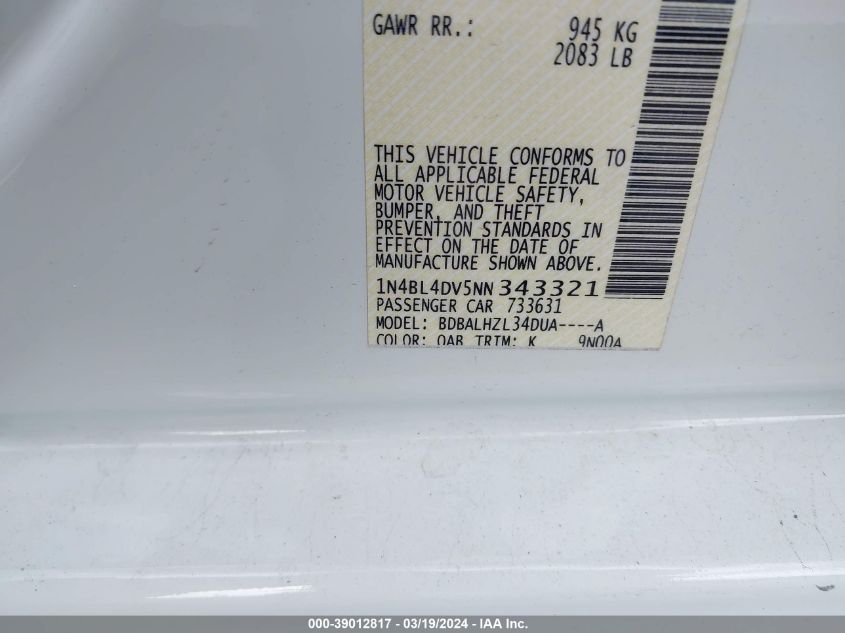 GAWR RR.: 945 KG
2083 LB
THIS VEHICLE CONFORMS TO
ALL APPLICABLE FEDERAL
MOTOR VEHICLE SAFETY,
BUMPER, AND THEFT
PREVENTION STANDARDS IN
EFFECT ON THE DATE OF
MANUFACTURE SHOWN ABOVE.
1N4BL4DV5NN343321
PASSENGER CAR 733631
MODEL: BDBALHZL34DUA----A
COLOR: QAB TRIM: K 9N00A
000-39012817 - 03/19/2024 - IAA Inc.